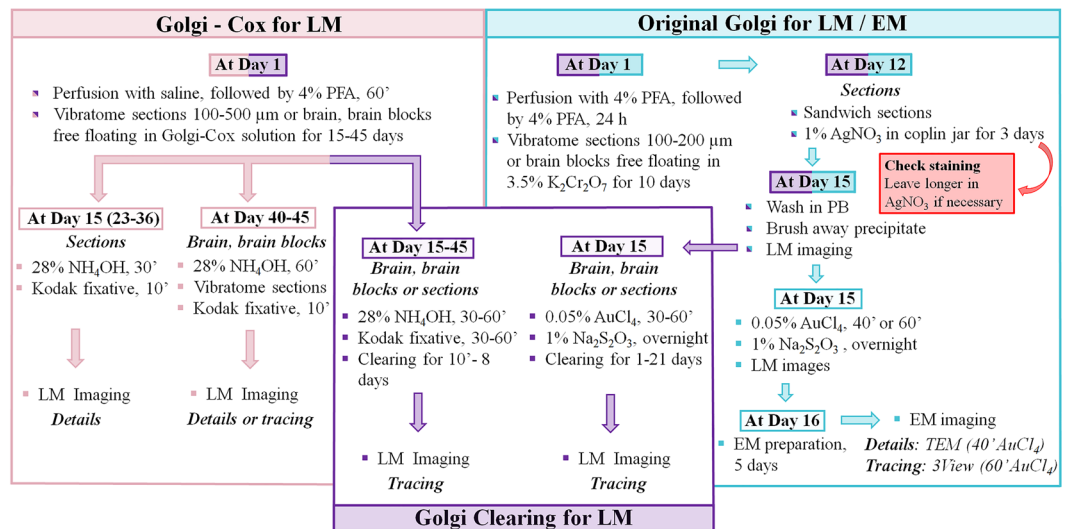 Golgi - Cox for LM
At Day 1
Perfusion with saline, followed by 4% PFA, 60’
Vibratome sections 100-500 µm or brain, brain blocks
free floating in Golgi-Cox solution for 15-45 days
At Day 15 (23-36)
Sections
28% NH₄OH, 30’
Kodak fixative, 10’
LM Imaging
Details
At Day 40-45
Brain, brain blocks
28% NH₄OH, 60’
Vibratome sections
Kodak fixative, 10’
LM Imaging
Details or tracing
Original Golgi for LM / EM
At Day 1
Perfusion with 4% PFA, followed
by 4% PFA, 24 h
Vibratome sections 100-200 µm
or brain blocks free floating in
3.5% K₂Cr₂O₇ for 10 days
At Day 12
Sections
Sandwich sections
1% AgNO₃ in coplin jar for 3 days
Check staining
Leave longer in
AgNO₃ if necessary
At Day 15
Wash in PB
Brush away precipitate
LM imaging
At Day 15
0.05% AuCl₄, 40’ or 60’
1% Na₂S₂O₃ , overnight
LM images
At Day 16
EM preparation,
5 days
EM imaging
Details: TEM (40’AuCl₄)
Tracing: 3View (60’AuCl₄)
At Day 15-45
Brain, brain
blocks or sections
28% NH₄OH, 30-60’
Kodak fixative, 30-60’
Clearing for 10’- 8
days
LM Imaging
Tracing
At Day 15
Brain, brain
blocks or sections
0.05% AuCl₄, 30-60’
1% Na₂S₂O₃, overnight
Clearing for 1-21 days
LM Imaging
Tracing
Golgi Clearing for LM